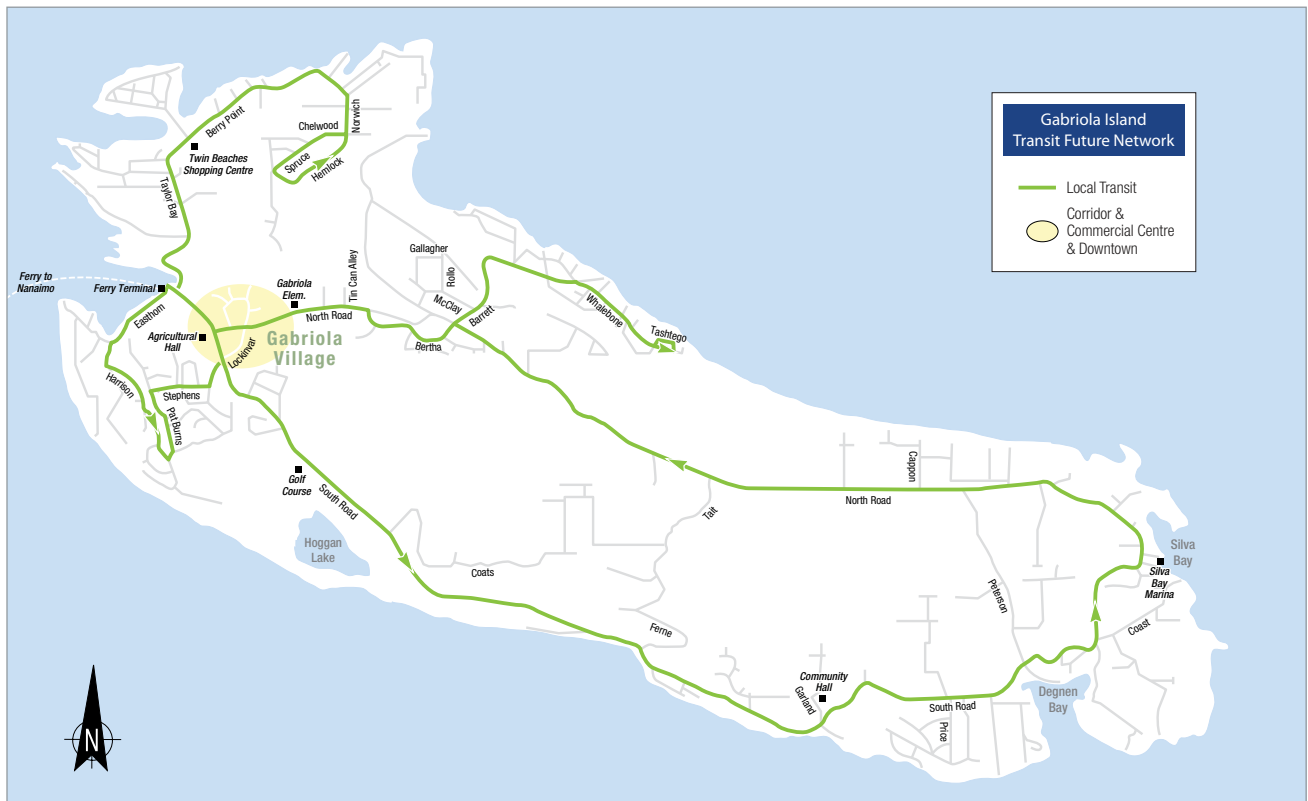 Gabriola Island
Transit Future Network
Local Transit
Corridor &
Commercial Centre
& Downtown
Berry Point
Norwich
Chelwood
Spruce
Hemlock
Twin Beaches
Shopping Centre
Taylor Bay
Ferry to
Nanaimo
Ferry Terminal
Gabriola
Elem.
Tin Can Alley
Gallagher
Rollo
McClay
Barrett
Whalebone
Tashtego
Easthom
North Road
Agricultural
Hall
Lockinvar
Gabriola
Village
Bertha
Harrison
Stephens
Pat Burns
Golf
Course
South Road
Hoggan
Lake
Coats
Tait
Cappon
North Road
Silva
Bay
Silva
Bay
Marina
Peterson
Coast
Ferne
Community
Hall
Garland
South Road
Price
Degnen
Bay
N